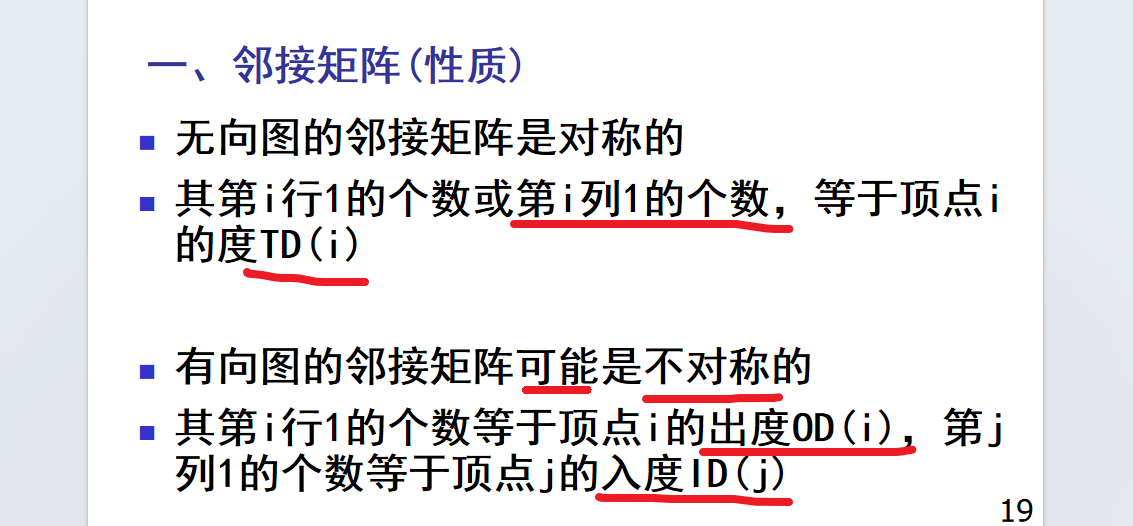 一、邻接矩阵(性质)
无向图的邻接矩阵是对称的
其第i行1的个数或第i列1的个数，等于顶点i
的度TD(i)
有向图的邻接矩阵可能是不对称的
其第i行1的个数等于顶点i的出度OD(i)，第j
列1的个数等于顶点j的入度ID(j)
19